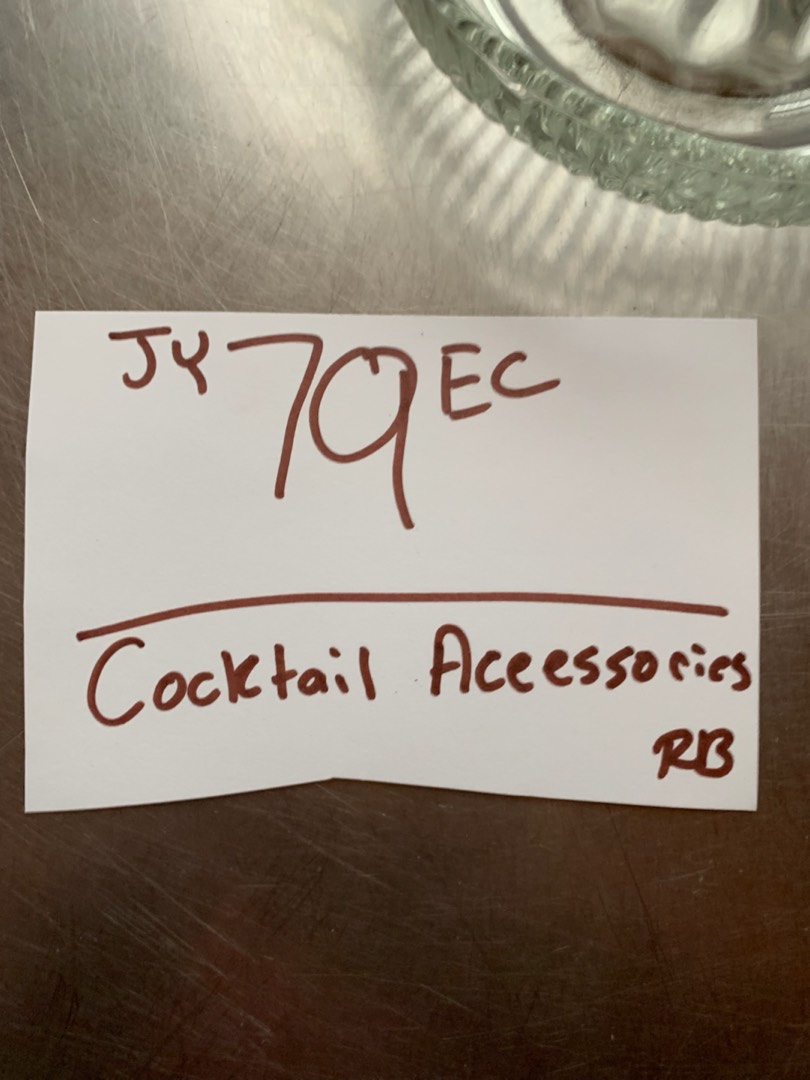 JY 79 EC
Cocktail Accessories
RB